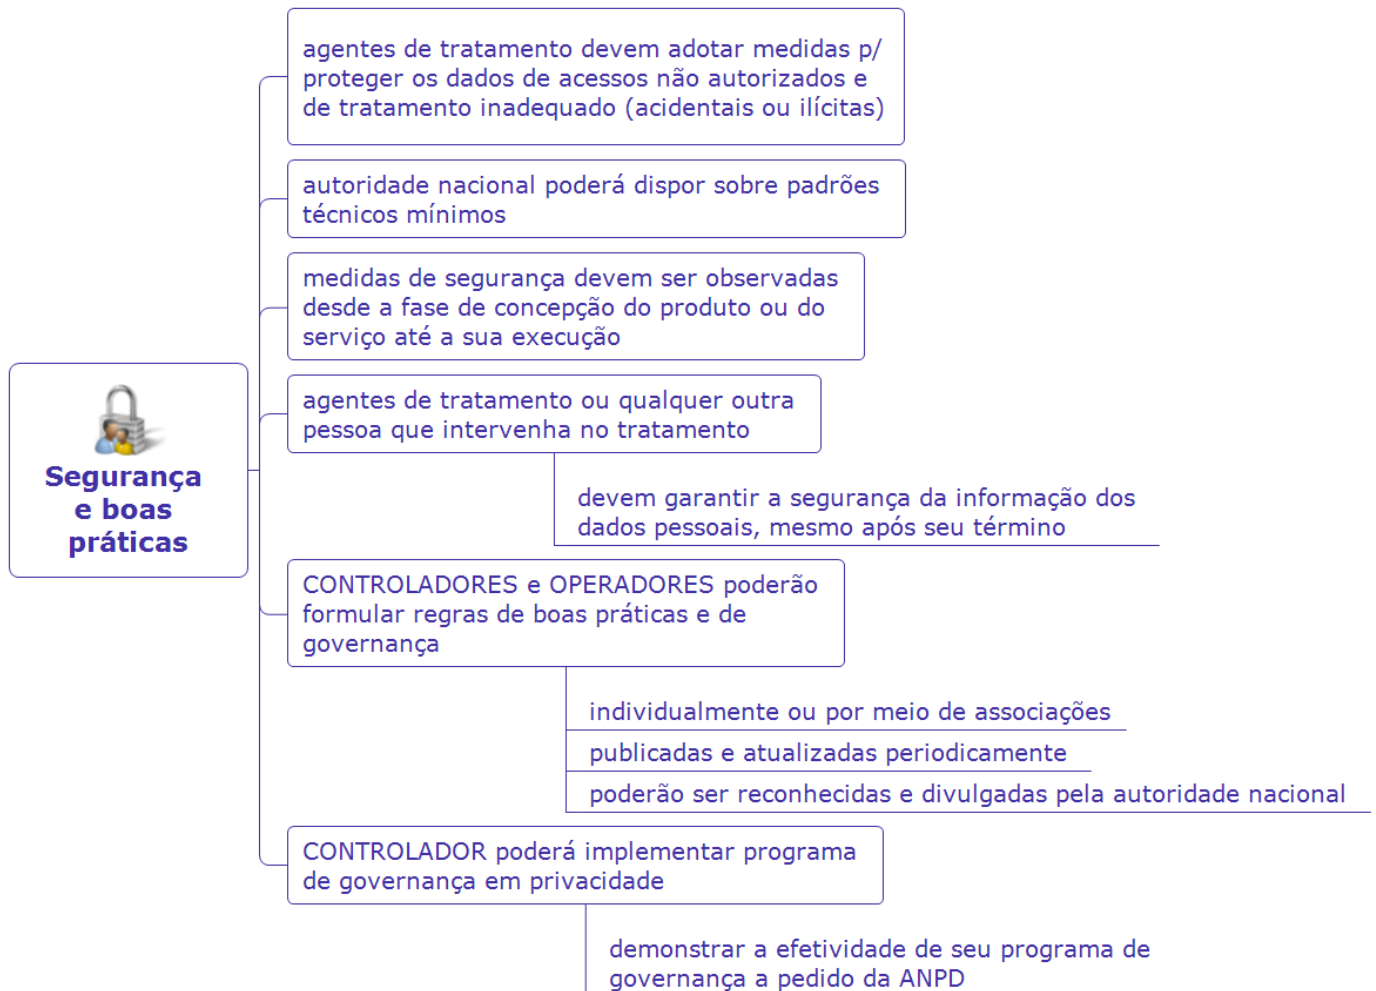 agentes de tratamento devem adotar medidas p/
proteger os dados de acessos não autorizados e
de tratamento inadequado (acidentais ou ilícitas)
autoridade nacional poderá dispor sobre padrões
técnicos mínimos
medidas de segurança devem ser observadas
desde a fase de concepção do produto ou do
serviço até a sua execução
Segurança
e boas
práticas
agentes de tratamento ou qualquer outra
pessoa que intervenha no tratamento
devem garantir a segurança da informação dos
dados pessoais, mesmo após seu término
CONTROLADORES e OPERADORES poderão
formular regras de boas práticas e de
governança
individualmente ou por meio de associações
publicadas e atualizadas periodicamente
poderão ser reconhecidas e divulgadas pela autoridade nacional
CONTROLADOR poderá implementar programa
de governança em privacidade
demonstrar a efetividade de seu programa de
governança a pedido da ANPD